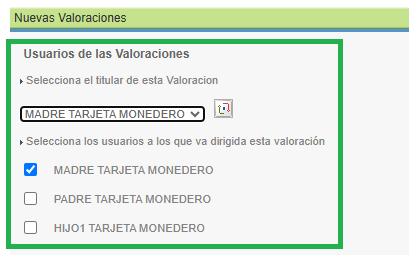 Nuevas Valoraciones
Usuarios de las Valoraciones
Selecciona el titular de esta Valoracion
MADRE TARJETA MONEDERO
Selecciona los usuarios a los que va dirigida esta valoración
MADRE TARJETA MONEDERO
PADRE TARJETA MONEDERO
HIJO1 TARJETA MONEDERO